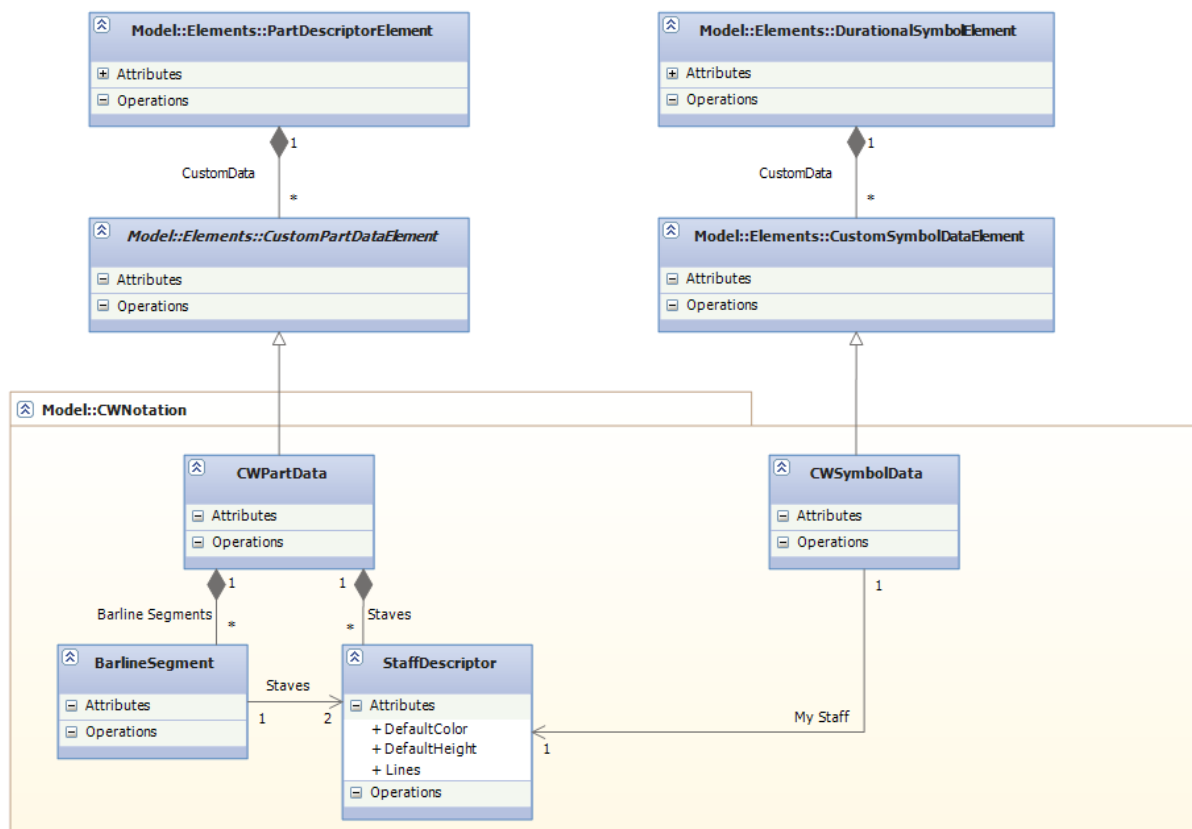 Model::Elements::PartDescriptorElement
Attributes
Operations
1
CustomData
*
Model::Elements::CustomPartDataElement
Attributes
Operations
Model::Elements::DurationalSymbolElement
Attributes
Operations
1
CustomData
*
Model::Elements::CustomSymbolDataElement
Attributes
Operations
Model::CWNotation
CWPartData
Attributes
Operations
1
Barline Segments
*
1
Staves
*
BarlineSegment
Attributes
Operations
Staves
1
2
StaffDescriptor
Attributes
+ DefaultColor
+ DefaultHeight
+ Lines
Operations
CWSymbolData
Attributes
Operations
1
My Staff
1